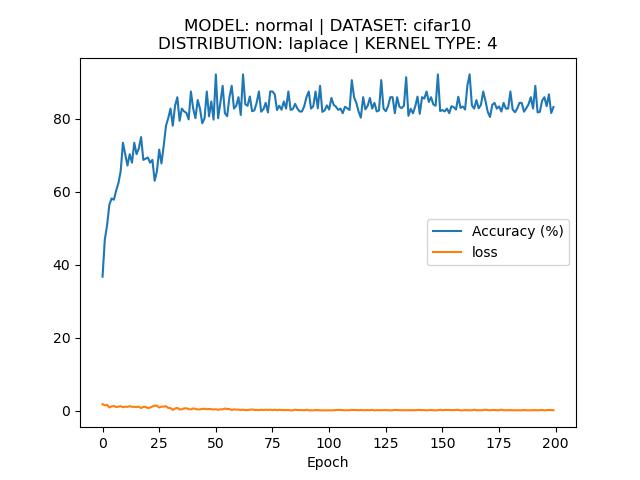 MODEL: normal | DATASET: cifar10
DISTRIBUTION: laplace | KERNEL TYPE: 4
80
60
40
20
0
Accuracy (%)
loss
0 25 50 75 100 125 150 175 200
Epoch